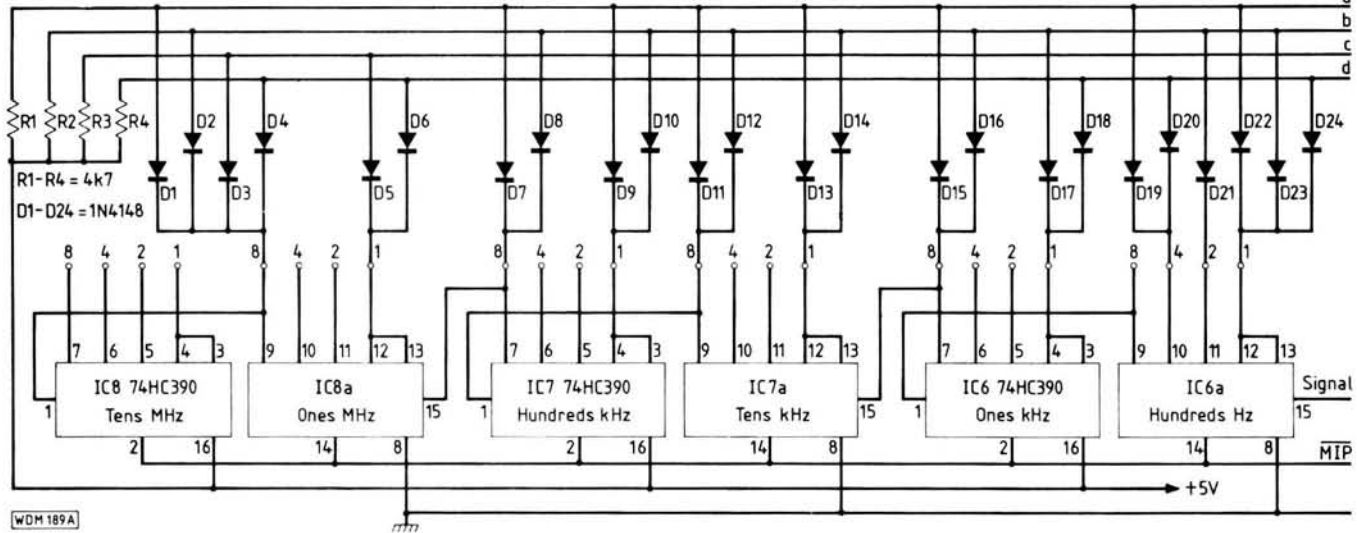 a
b
c
d
R1 R2 R3 R4
D2 D4 D6 D8 D10 D12 D14 D16 D18 D20 D22 D24
R1-R4 = 4k7
D1 D3 D5 D7 D9 D11 D13 D15 D17 D19 D21 D23
D1-D24 = 1N4148
8 4 2 1 8 4 2 1 8 4 2 1 8 4 2 1 8 4 2 1 8 4 2 1
7 6 5 4 3 9 10 11 12 13 7 6 5 4 3 9 10 11 12 13 7 6 5 4 3 9 10 11 12 13
IC8 74HC390 IC8a IC7 74HC390 IC7a IC6 74HC390 IC6a Signal
1 Tens MHz Ones MHz 15 1 Hundreds kHz Tens kHz 15 1 Ones kHz Hundreds Hz 15
2 16 14 8 2 16 14 8 2 16 14 8
MIP
+5V
WDM 189A